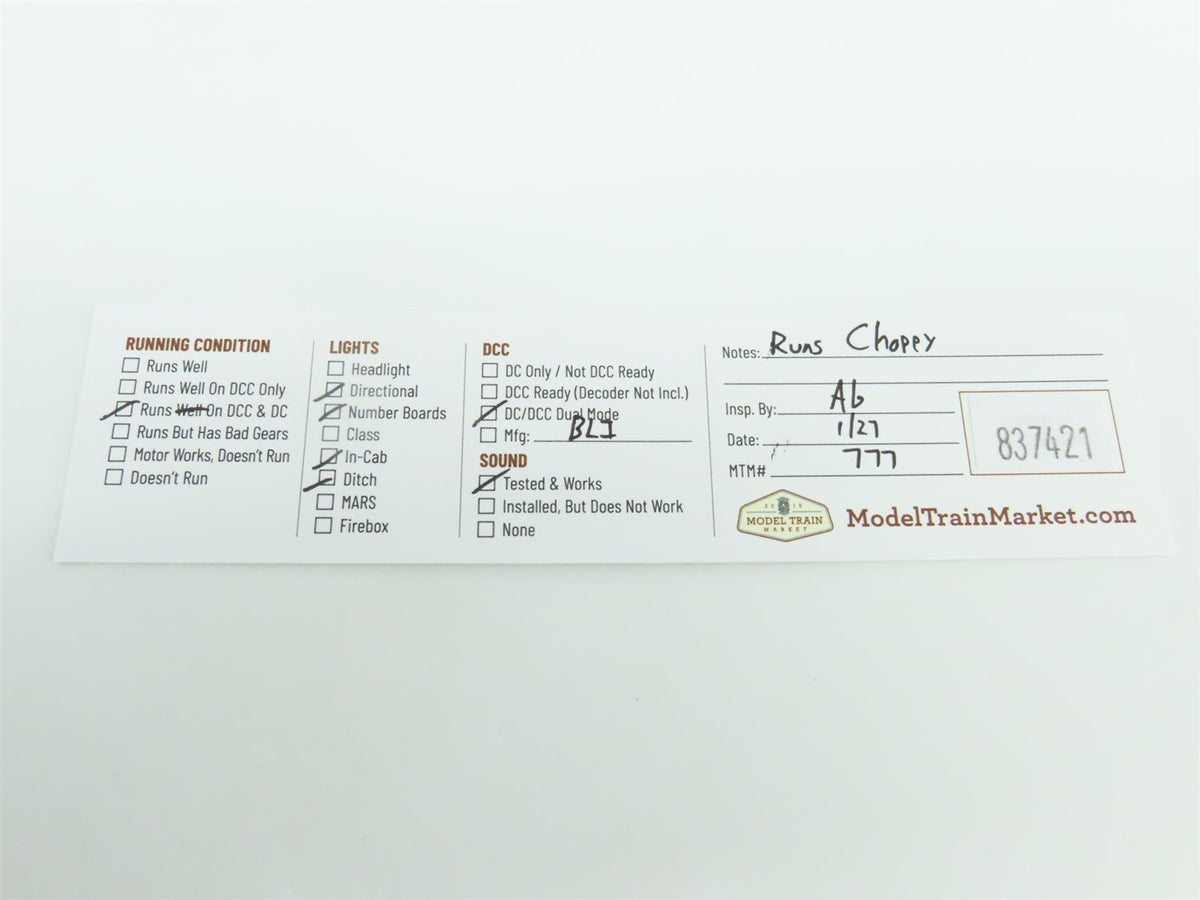 RUNNING CONDITION
Runs Well
Runs Well On DCC Only
Runs Well On DCC & DC
Runs But Has Bad Gears
Motor Works, Doesn't Run
Doesn't Run
LIGHTS
Headlight
Directional
Number Boards
Class
In-Cab
Ditch
MARS
Firebox
DCC
DC Only / Not DCC Ready
DCC Ready (Decoder Not Incl.)
DC/DCC Dual Mode
Mfg: BLI
SOUND
Tested & Works
Installed, But Does Not Work
None
Notes: Runs Choppy
Insp. By: AG
Date: 1/27
MTM# 777
837421
2015
MODEL TRAIN
MARKET
ModelTrainMarket.com